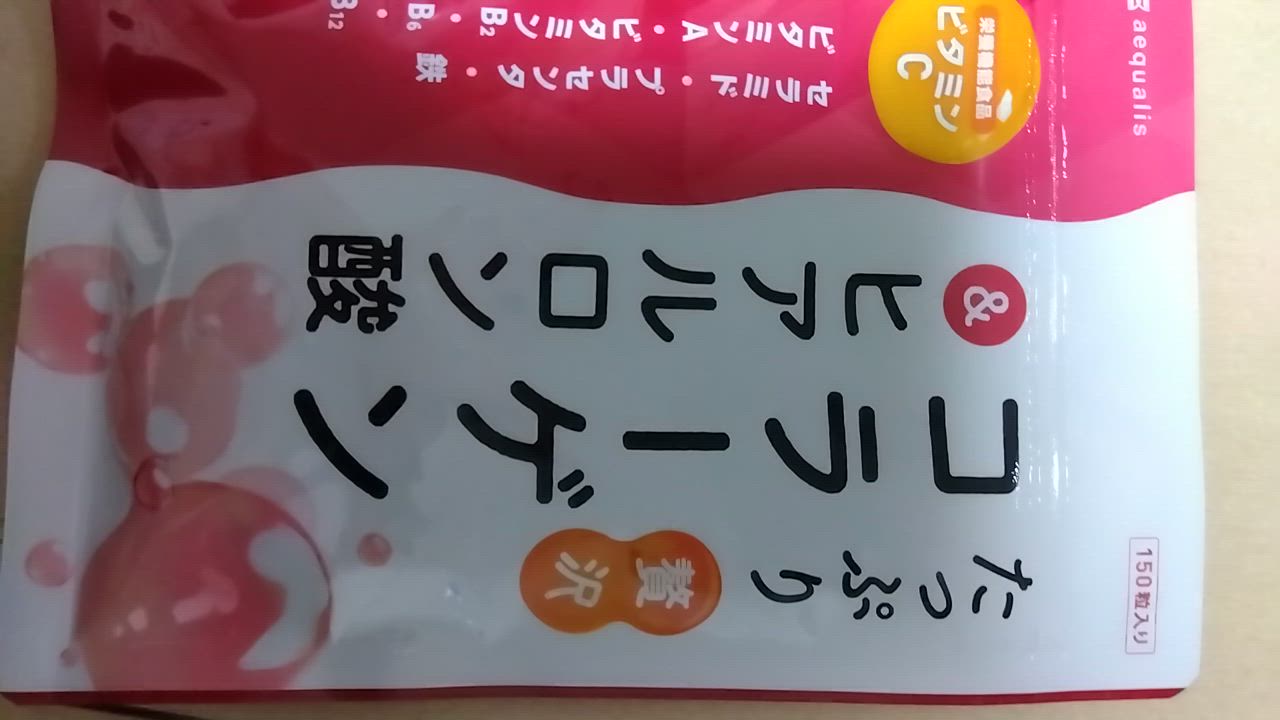 aequalis
150粒入り
たっぷり贅沢
コラーゲン
&ヒアルロン酸
栄養機能食品
ビタミン
C
セラミド・プラセンタ・鉄
ビタミンA・ビタミンB₂・B₆・B₁₂